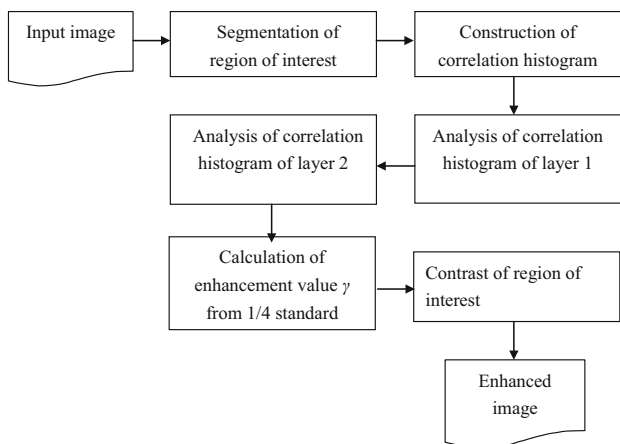 Input image
Segmentation of
region of interest
Construction of
correlation histogram
Analysis of correlation
histogram of layer 1
Analysis of correlation
histogram of layer 2
Calculation of
enhancement value γ
from 1/4 standard
Contrast of region of
interest
Enhanced
image